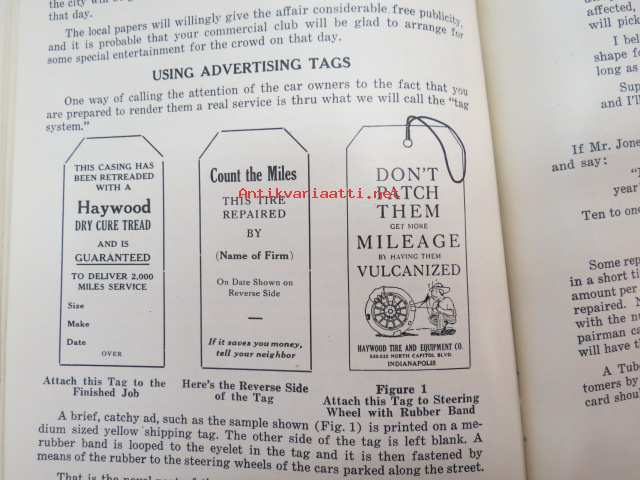 the city will be g
that day.
The local papers will willingly give the affair considerable free publicity,
and it is probable that your commercial club will be glad to arrange for
some special entertainment for the crowd on that day.
USING ADVERTISING TAGS
One way of calling the attention of the car owners to the fact that you
are prepared to render them a real service is thru what we will call the "tag
system."
THIS CASING HAS
BEEN RETREADED
WITH A
Haywood
DRY CURE TREAD
AND IS
GUARANTEED
TO DELIVER 2,000
MILES SERVICE
Size
Make
Date
OVER
Attach this Tag to the
Finished Job
Count the Miles
THIS TIRE
REPAIRED
BY
(Name of Firm)
On Date Shown on
Reverse Side
If it saves you money,
tell your neighbor
Here's the Reverse Side
of the Tag
DON'T
PATCH
THEM
GET MORE
MILEAGE
BY HAVING THEM
VULCANIZED
HAYWOOD TIRE AND EQUIPMENT CO.
NORTH CAPITOL BLVD.
INDIANAPOLIS
Figure 1
Attach this Tag to Steering
Wheel with Rubber Band
A brief, catchy ad, such as the sample shown (Fig. 1) is printed on a me-
dium sized yellow shipping tag. The other side of the tag is left blank. A
rubber band is looped to the eyelet in the tag and it is then fastened by
means of the rubber to the steering wheels of the cars parked along the street.
Antikvariaatti.net
affected,
will pick
I bel
shape fo
long as
Sup
and I'll
If Mr. Jone
and say:
"I
year
Ten to one
Some rep
in a short ti
amount per
repaired. N
with the nu
pairman ca
will have th
A Tub
tomers by
card shoul